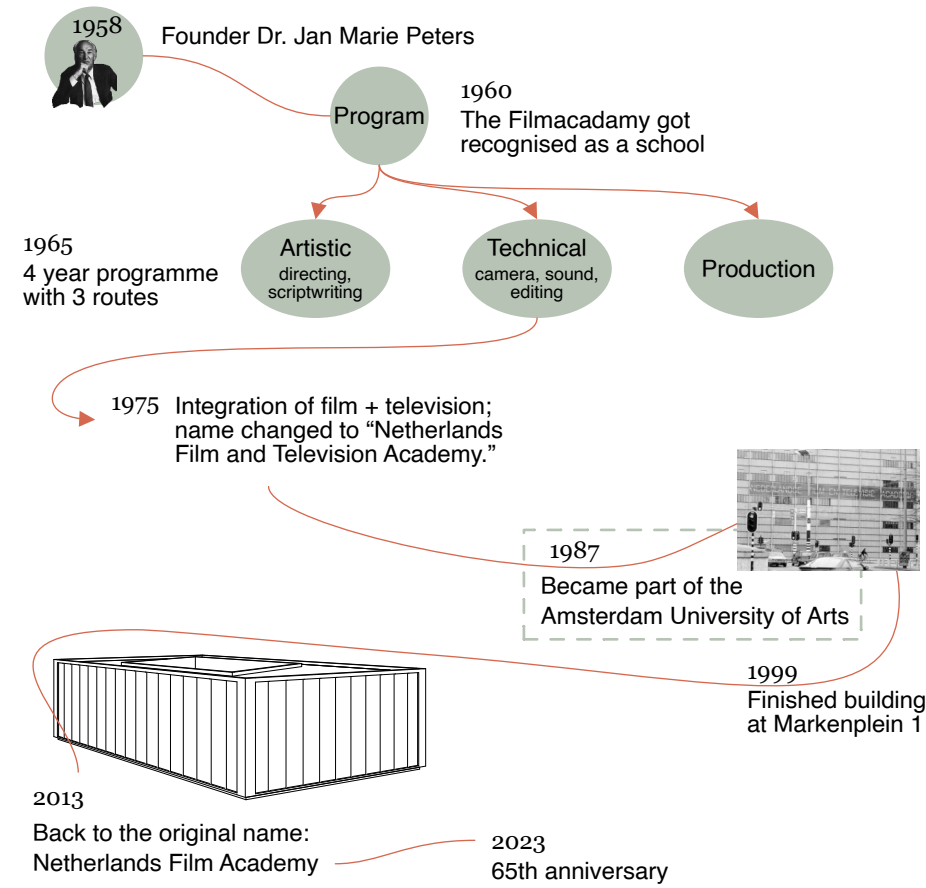 1958
Founder Dr. Jan Marie Peters
Program
1960
The Filmacadamy got
recognised as a school
1965
4 year programme
with 3 routes
Artistic
directing,
scriptwriting
Technical
camera, sound,
editing
Production
1975
Integration of film + television;
name changed to “Netherlands
Film and Television Academy.”
1987
Became part of the
Amsterdam University of Arts
1999
Finished building
at Markenplein 1
2013
Back to the original name:
Netherlands Film Academy
2023
65th anniversary